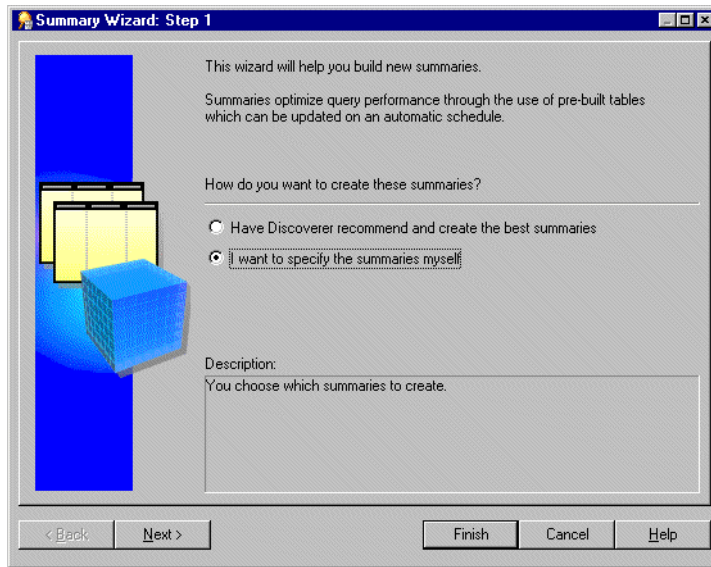 Summary Wizard: Step 1
This wizard will help you build new summaries.
Summaries optimize query performance through the use of pre-built tables
which can be updated on an automatic schedule.
How do you want to create these summaries?
Have Discoverer recommend and create the best summaries
I want to specify the summaries myself
Description:
You choose which summaries to create.
< Back Next > Finish Cancel Help